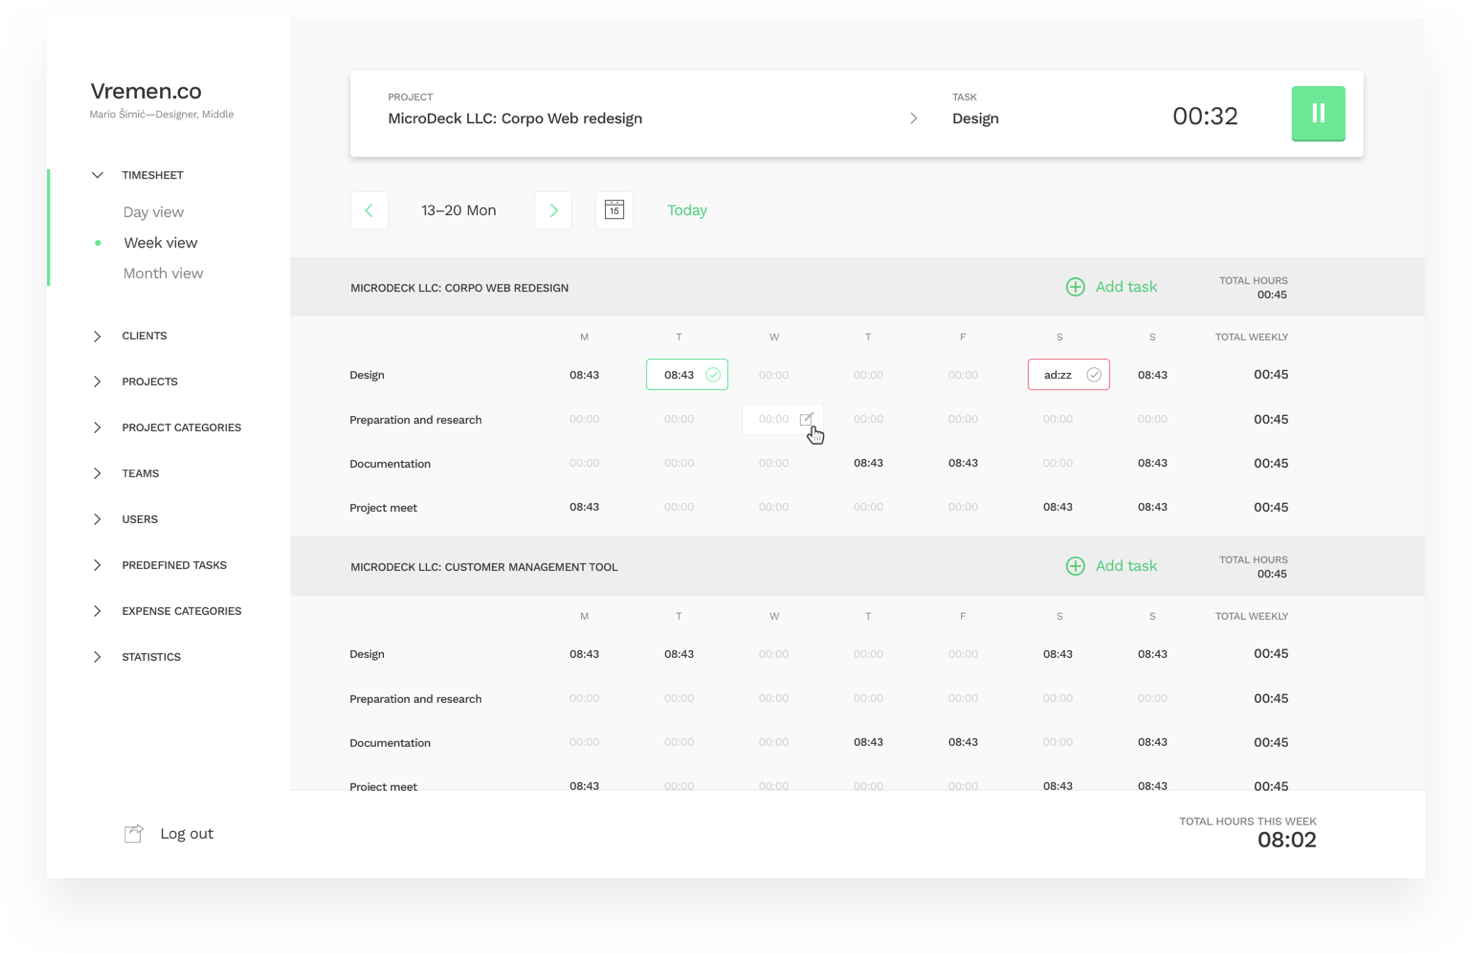 Vremen.co
Mario Šimić—Designer, Middle
TIMESHEET
Day view
Week view
Month view
CLIENTS
PROJECTS
PROJECT CATEGORIES
TEAMS
USERS
PREDEFINED TASKS
EXPENSE CATEGORIES
STATISTICS
Log out
PROJECT TASK
MicroDeck LLC: Corpo Web redesign Design 00:32
13–20 Mon 15 Today
MICRODECK LLC: CORPO WEB REDESIGN Add task TOTAL HOURS
00:45
M T W T F S S TOTAL WEEKLY
Design 08:43 08:43 00:00 00:00 00:00 ad:zz 08:43 00:45
Preparation and research 00:00 00:00 00:00 00:00 00:00 00:00 00:00 00:45
Documentation 00:00 00:00 00:00 08:43 08:43 00:00 08:43 00:45
Project meet 08:43 00:00 00:00 00:00 00:00 08:43 08:43 00:45
MICRODECK LLC: CUSTOMER MANAGEMENT TOOL Add task TOTAL HOURS
00:45
M T W T F S S TOTAL WEEKLY
Design 08:43 08:43 00:00 00:00 00:00 08:43 08:43 00:45
Preparation and research 00:00 00:00 00:00 00:00 00:00 00:00 00:00 00:45
Documentation 00:00 00:00 00:00 08:43 08:43 00:00 08:43 00:45
Project meet 08:43 00:00 00:00 00:00 00:00 08:43 08:43 00:45
TOTAL HOURS THIS WEEK
08:02